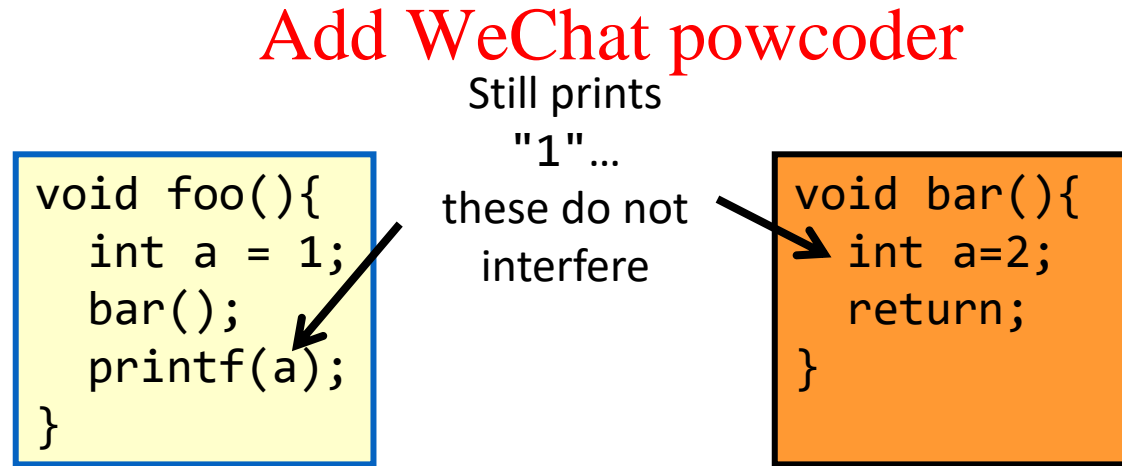 Add WeChat powcoder
Still prints
"1"…
these do not
interfere
void foo(){
  int a = 1;
  bar();
  printf(a);
}
void bar(){
  int a=2;
  return;
}